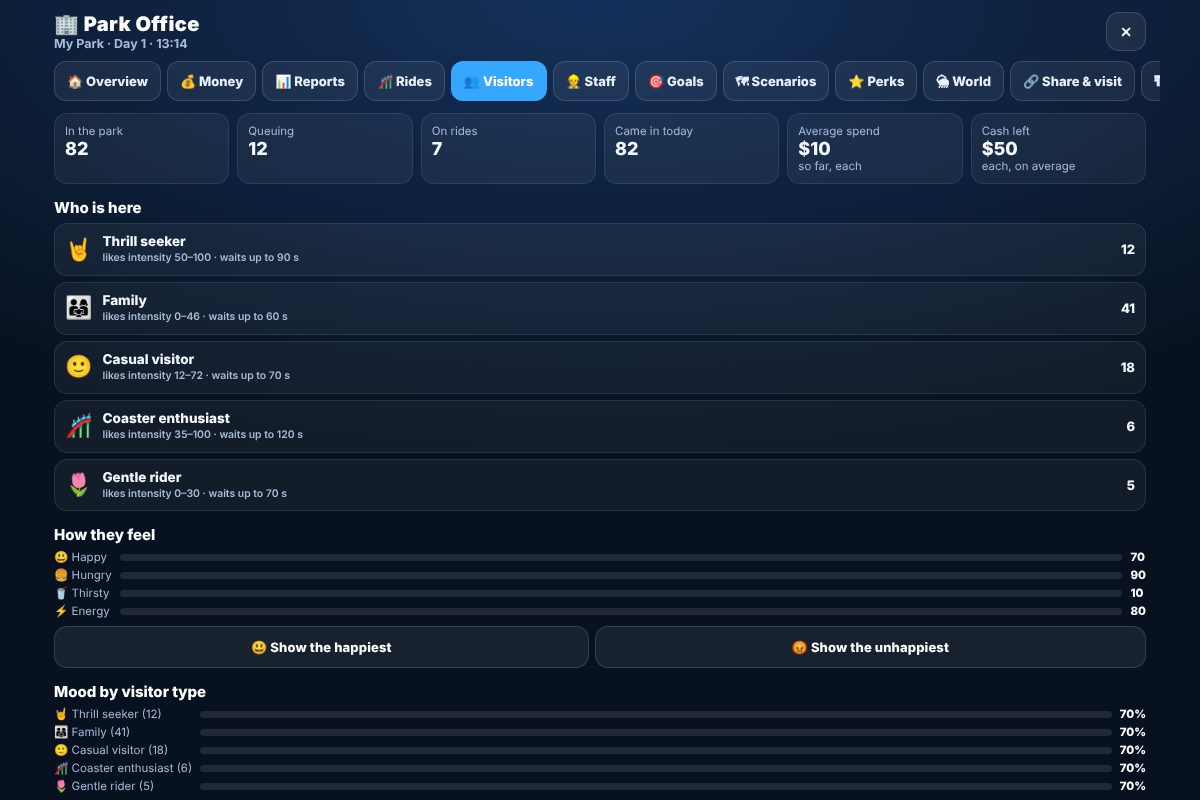 Park Office
My Park · Day 1 · 13:14
×
Overview
Money
Reports
Rides
Visitors
Staff
Goals
Scenarios
Perks
World
Share & visit
In the park
82
Queuing
12
On rides
7
Came in today
82
Average spend
$10
so far, each
Cash left
$50
each, on average
Who is here
Thrill seeker
likes intensity 50–100 · waits up to 90 s
12
Family
likes intensity 0–46 · waits up to 60 s
41
Casual visitor
likes intensity 12–72 · waits up to 70 s
18
Coaster enthusiast
likes intensity 35–100 · waits up to 120 s
6
Gentle rider
likes intensity 0–30 · waits up to 70 s
5
How they feel
Happy 70
Hungry 90
Thirsty 10
Energy 80
Show the happiest
Show the unhappiest
Mood by visitor type
Thrill seeker (12) 70%
Family (41) 70%
Casual visitor (18) 70%
Coaster enthusiast (6) 70%
Gentle rider (5) 70%